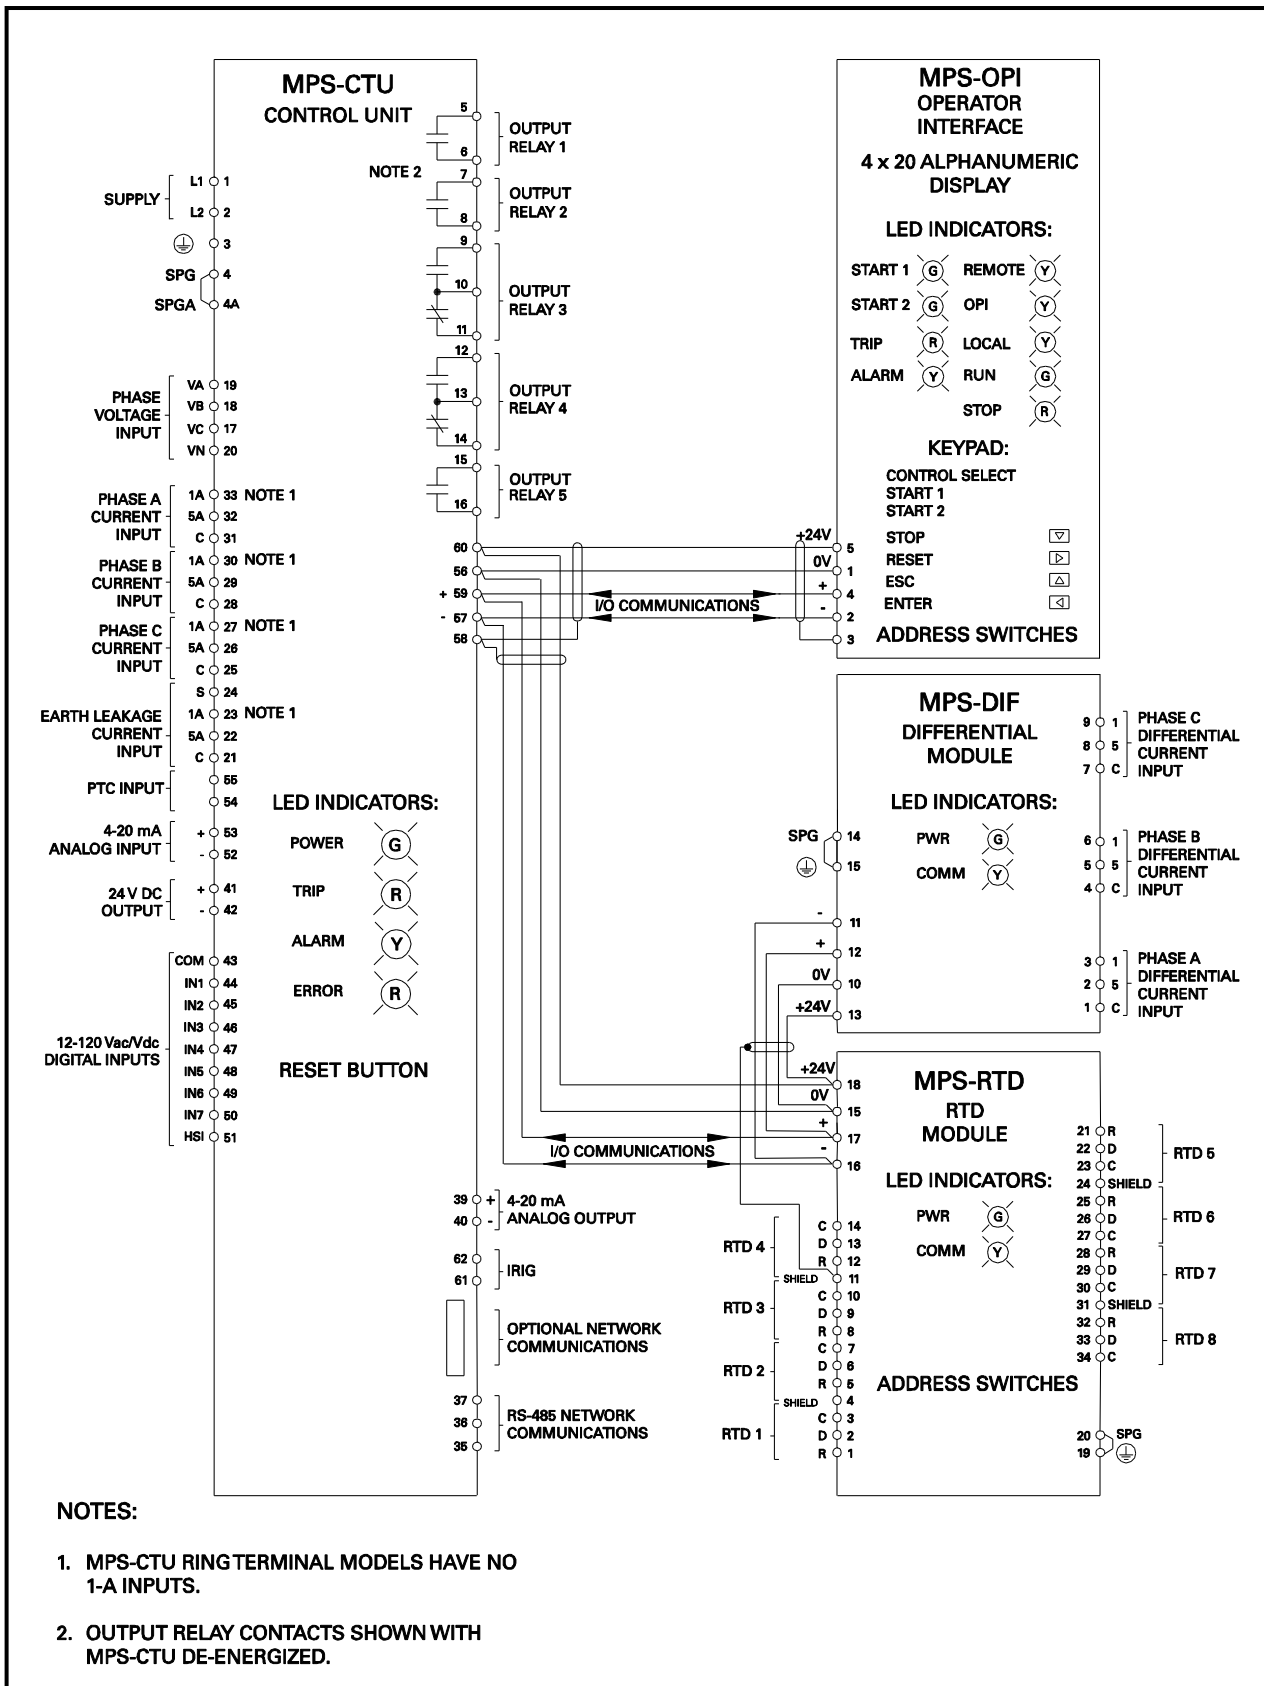 MPS-CTU
CONTROL UNIT
NOTE 2
SUPPLY
L1 1
L2 2
3
SPG 4
SPGA 4A
PHASE
VOLTAGE
INPUT
VA 19
VB 18
VC 17
VN 20
PHASE A
CURRENT
INPUT
1A 33 NOTE 1
5A 32
C 31
PHASE B
CURRENT
INPUT
1A 30 NOTE 1
5A 29
C 28
PHASE C
CURRENT
INPUT
1A 27 NOTE 1
5A 26
C 25
EARTH LEAKAGE
CURRENT
INPUT
S 24
1A 23 NOTE 1
5A 22
C 21
PTC INPUT
55
54
4-20 mA
ANALOG INPUT
+ 53
- 52
24 V DC
OUTPUT
+ 41
- 42
12-120 Vac/Vdc
DIGITAL INPUTS
COM 43
IN1 44
IN2 45
IN3 46
IN4 47
IN5 48
IN6 49
IN7 50
HSI 51
LED INDICATORS:
POWER G
TRIP R
ALARM Y
ERROR R
RESET BUTTON
5
6
OUTPUT
RELAY 1
7
8
OUTPUT
RELAY 2
9
10
11
OUTPUT
RELAY 3
12
13
14
OUTPUT
RELAY 4
15
16
OUTPUT
RELAY 5
60
56
+ 59
- 57
58
I/O COMMUNICATIONS
I/O COMMUNICATIONS
39 +
40 -
4-20 mA
ANALOG OUTPUT
62
61
IRIG
OPTIONAL NETWORK
COMMUNICATIONS
37
36
35
RS-485 NETWORK
COMMUNICATIONS
MPS-OPI
OPERATOR
INTERFACE
4 x 20 ALPHANUMERIC
DISPLAY
LED INDICATORS:
START 1 G REMOTE Y
START 2 G OPI Y
TRIP R LOCAL Y
ALARM Y RUN G
STOP R
KEYPAD:
CONTROL SELECT
START 1
START 2
STOP
RESET
ESC
ENTER
ADDRESS SWITCHES
+24V 5
0V 1
+ 4
- 2
3
MPS-DIF
DIFFERENTIAL
MODULE
LED INDICATORS:
PWR G
COMM Y
SPG 14
15
- 11
+ 12
0V 10
+24V 13
9 1
8 5
7 C
PHASE C
DIFFERENTIAL
CURRENT
INPUT
6 1
5 5
4 C
PHASE B
DIFFERENTIAL
CURRENT
INPUT
3 1
2 5
1 C
PHASE A
DIFFERENTIAL
CURRENT
INPUT
MPS-RTD
RTD
MODULE
LED INDICATORS:
PWR G
COMM Y
ADDRESS SWITCHES
+24V 18
0V 15
+ 17
- 16
RTD 4
C 14
D 13
R 12
SHIELD 11
RTD 3
C 10
D 9
R 8
RTD 2
C 7
D 6
R 5
SHIELD 4
RTD 1
C 3
D 2
R 1
21 R
22 D
23 C
RTD 5
24 SHIELD
25 R
26 D
27 C
RTD 6
28 R
29 D
30 C
RTD 7
31 SHIELD
32 R
33 D
34 C
RTD 8
20 SPG
19
NOTES:
1. MPS-CTU RING TERMINAL MODELS HAVE NO
1-A INPUTS.
2. OUTPUT RELAY CONTACTS SHOWN WITH
MPS-CTU DE-ENERGIZED.